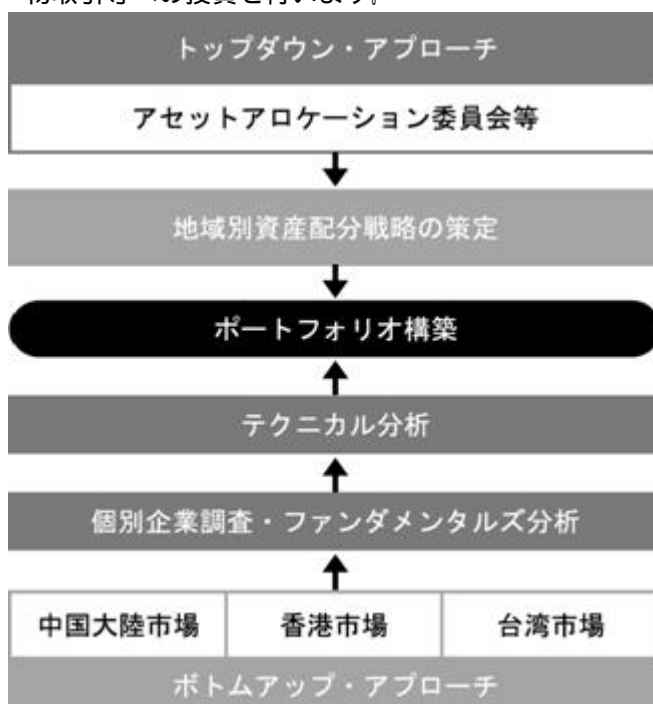 トップダウン・アプローチ
アセットアロケーション委員会等
地域別資産配分戦略の策定
ポートフォリオ構築
テクニカル分析
個別企業調査・ファンダメンタルズ分析
中国大陸市場 香港市場 台湾市場
ボトムアップ・アプローチ